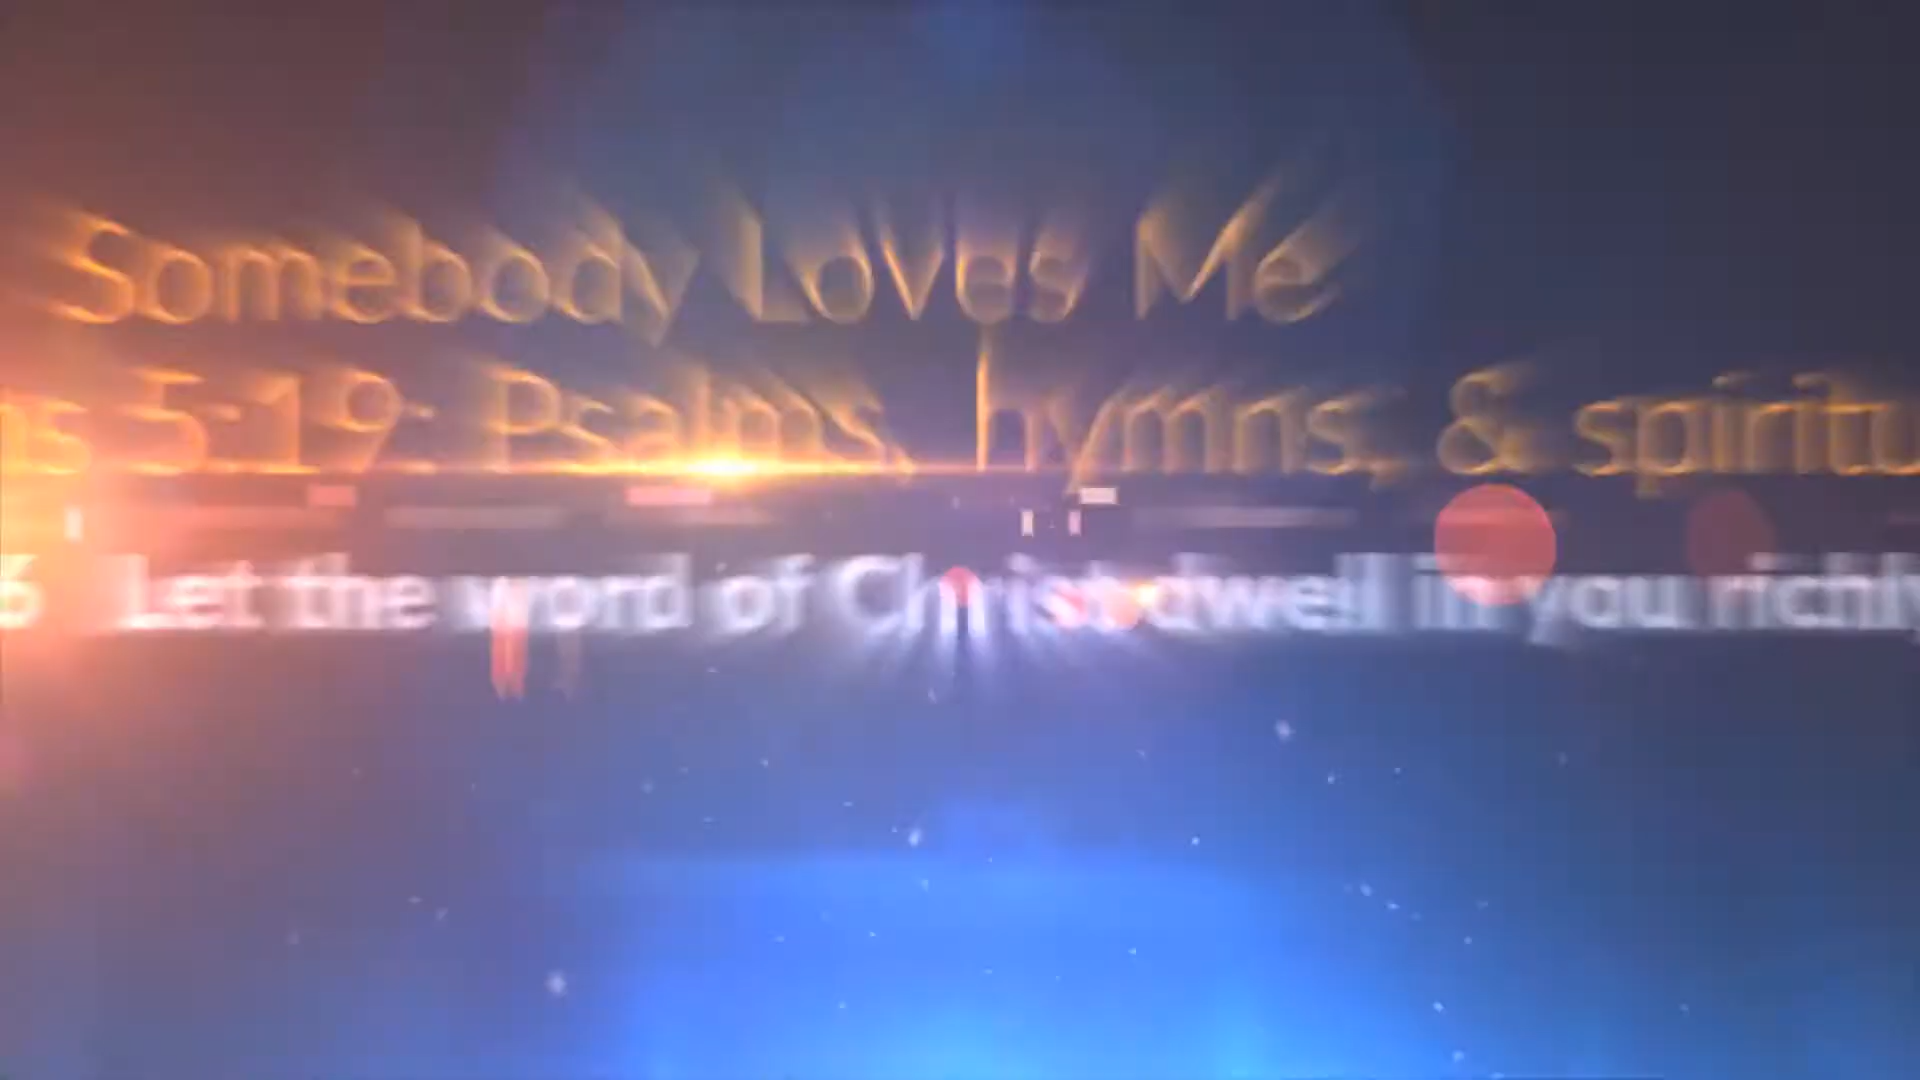 Somebody Loves Me
ns 5:19: Psalms, hymns, & spiritu
6 Let the word of Christ dwell in you richly